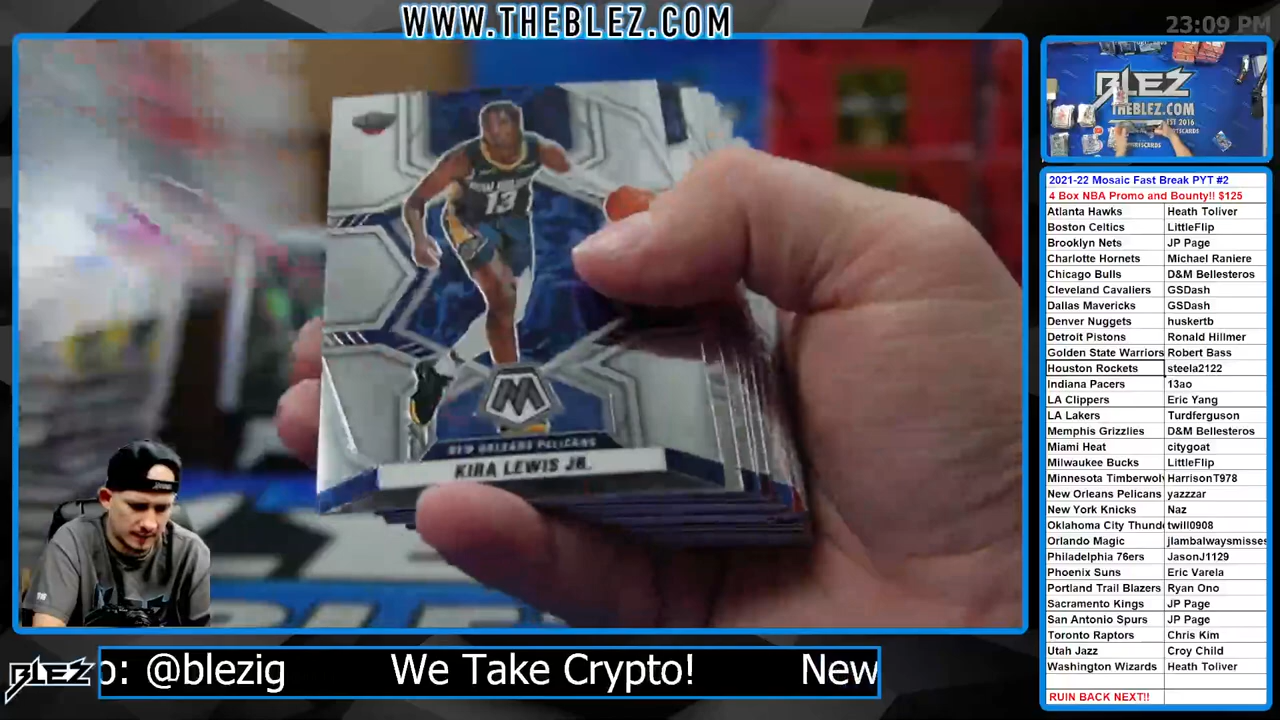 WWW.THEBLEZ.COM
23:09 PM
13
NEW ORLEANS PELICANS
KIRA LEWIS JR.
BLEZ
THEBLEZ.COM
EST 2016
2021-22 Mosaic Fast Break PYT #2
4 Box NBA Promo and Bounty!! $125
Atlanta Hawks Heath Toliver
Boston Celtics LittleFlip
Brooklyn Nets JP Page
Charlotte Hornets Michael Raniere
Chicago Bulls D&M Bellesteros
Cleveland Cavaliers GSDash
Dallas Mavericks GSDash
Denver Nuggets huskertb
Detroit Pistons Ronald Hillmer
Golden State Warriors Robert Bass
Houston Rockets steela2122
Indiana Pacers 13ao
LA Clippers Eric Yang
LA Lakers Turdferguson
Memphis Grizzlies D&M Bellesteros
Miami Heat citygoat
Milwaukee Bucks LittleFlip
Minnesota Timberwolv HarrisonT978
New Orleans Pelicans yazzzar
New York Knicks Naz
Oklahoma City Thunde twill0908
Orlando Magic jlambalwaysmisses
Philadelphia 76ers JasonJ1129
Phoenix Suns Eric Varela
Portland Trail Blazers Ryan Ono
Sacramento Kings JP Page
San Antonio Spurs JP Page
Toronto Raptors Chris Kim
Utah Jazz Croy Child
Washington Wizards Heath Toliver
RUIN BACK NEXT!!
BLEZ
o: @blezig We Take Crypto! New